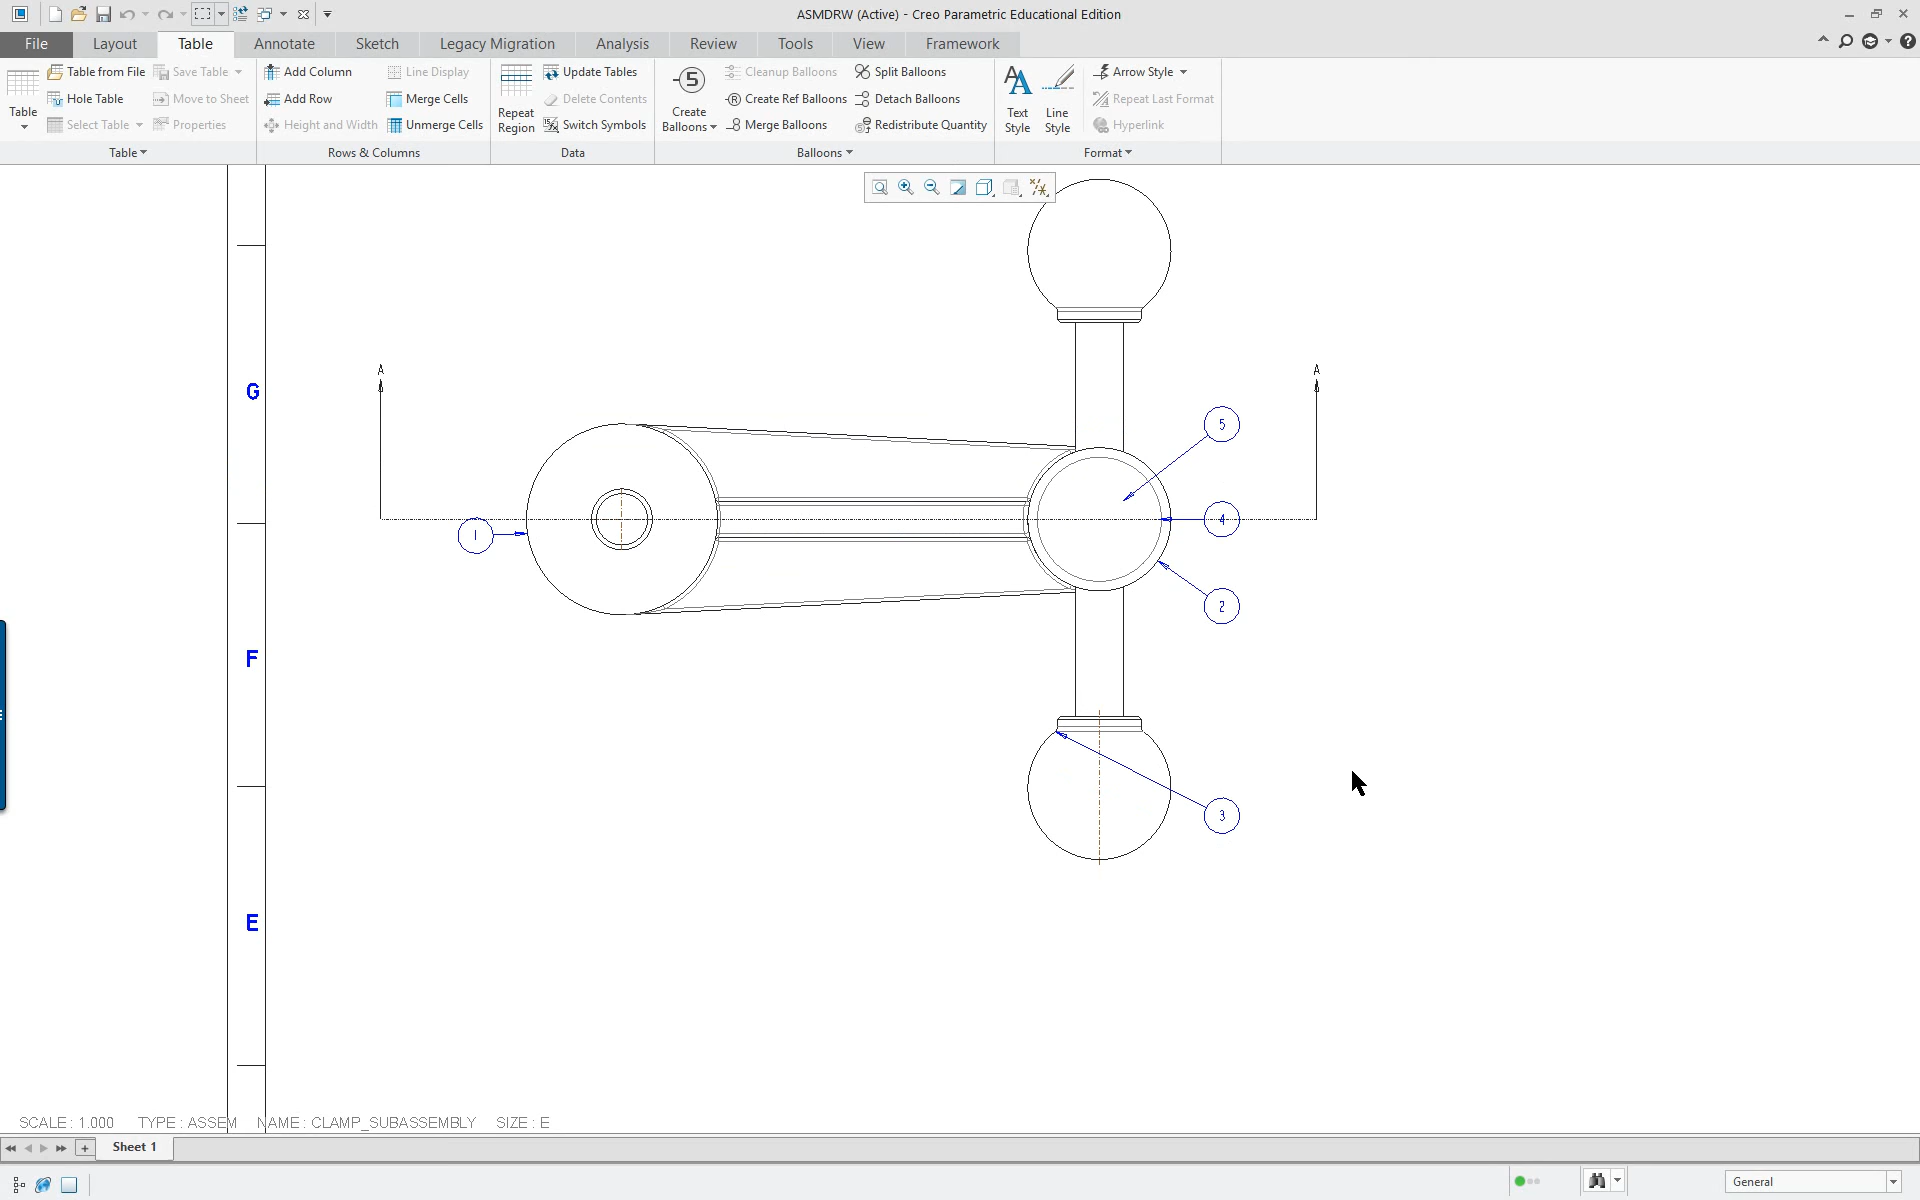 ASMDRW (Active) - Creo Parametric Educational Edition
File Layout Table Annotate Sketch Legacy Migration Analysis Review Tools View Framework
Table from File Save Table Add Column Line Display Update Tables Cleanup Balloons Split Balloons Arrow Style
Hole Table Move to Sheet Add Row Merge Cells Delete Contents Create Ref Balloons Detach Balloons Repeat Last Format
Table Select Table Properties Height and Width Unmerge Cells Repeat Region Switch Symbols 5 Create Balloons Merge Balloons Redistribute Quantity Text Style Line Style Hyperlink
Table Rows & Columns Data Balloons Format
A A
G
5
4
1
2
F
3
E
SCALE : 1.000 TYPE : ASSEM NAME : CLAMP_SUBASSEMBLY SIZE : E
Sheet 1
General